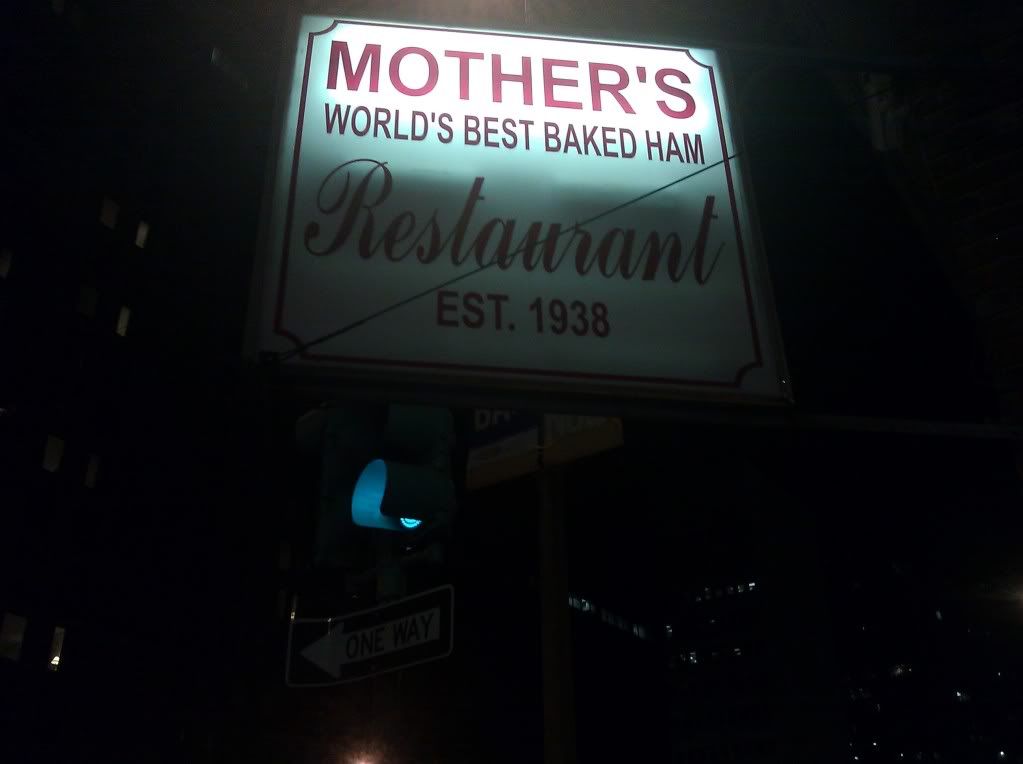 MOTHER'S
WORLD'S BEST BAKED HAM
Restaurant
EST. 1938
ONE WAY